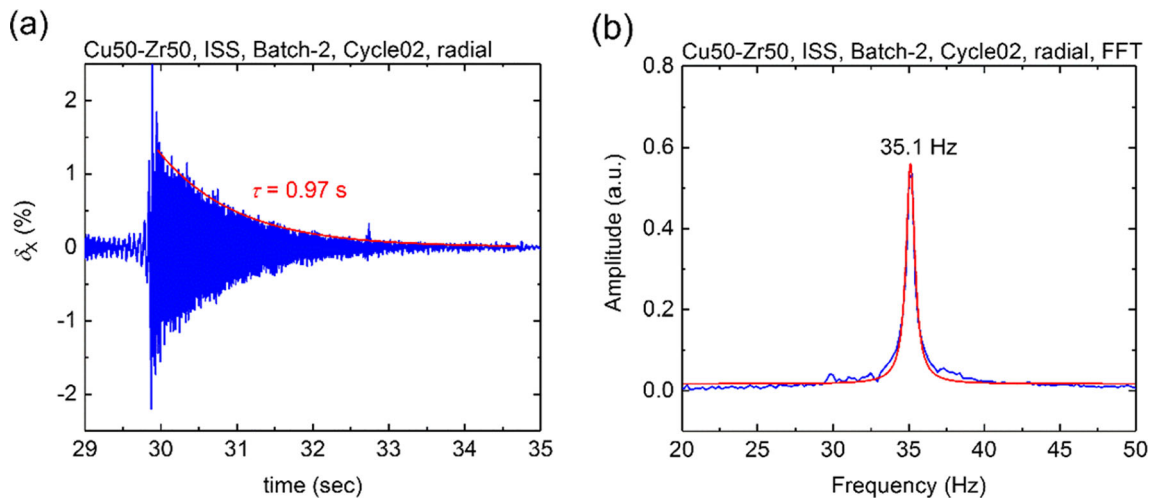 (a)
Cu50-Zr50, ISS, Batch-2, Cycle02, radial
2
1
0
-1
-2
δX (%)
τ = 0.97 s
29 30 31 32 33 34 35
time (sec)
(b)
Cu50-Zr50, ISS, Batch-2, Cycle02, radial, FFT
0.8
0.6
0.4
0.2
0.0
Amplitude (a.u.)
35.1 Hz
20 25 30 35 40 45 50
Frequency (Hz)